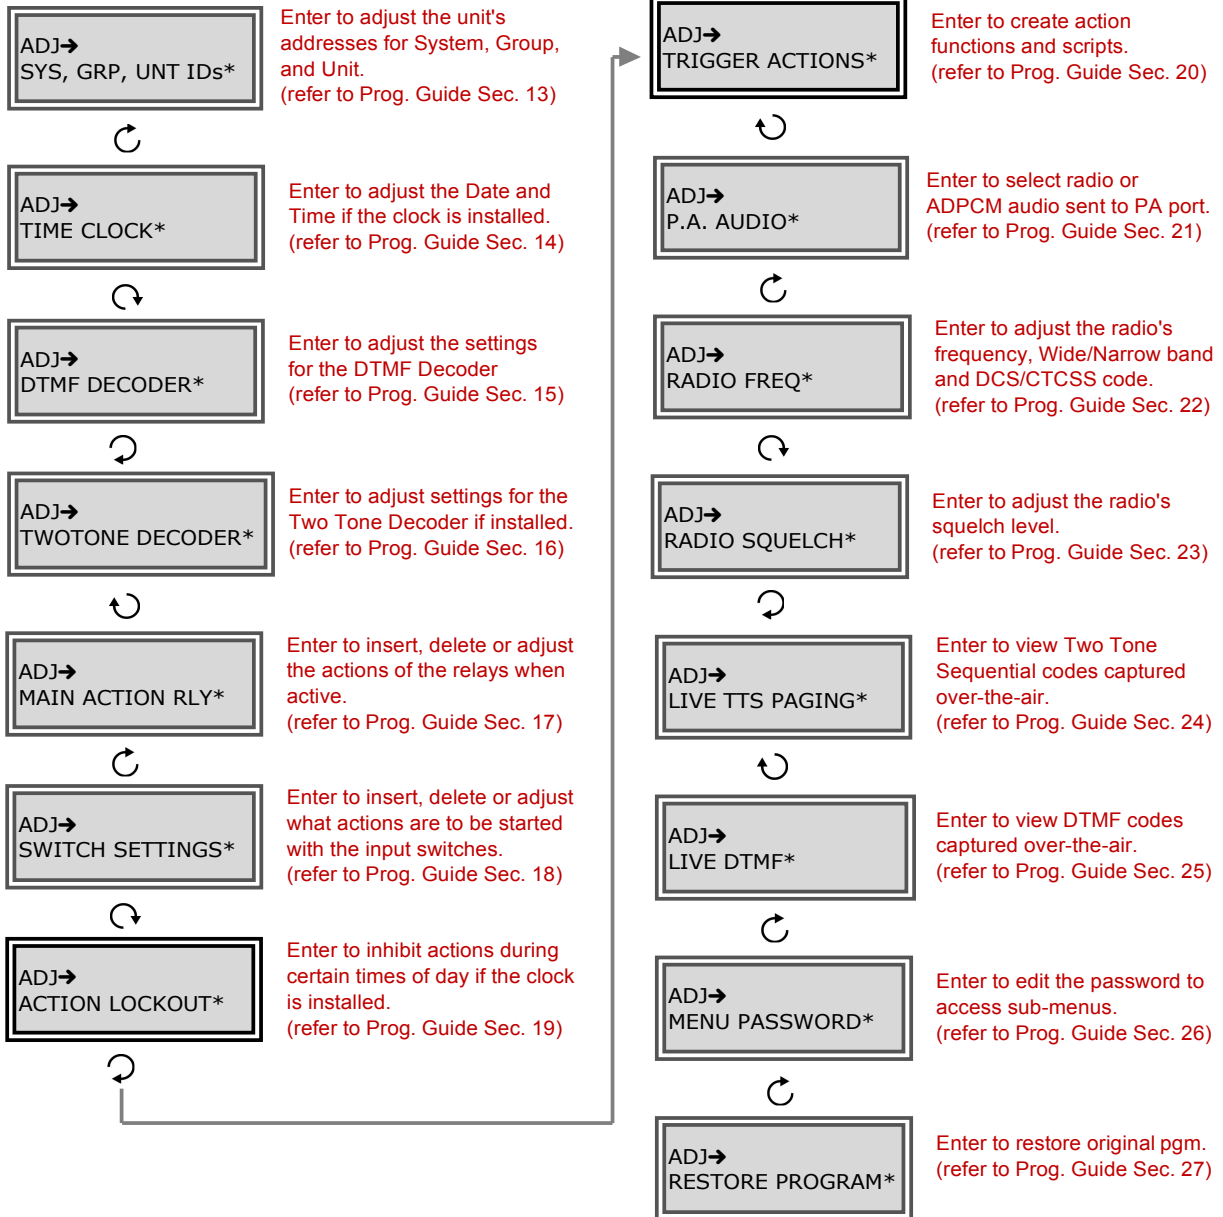 ADJ➔
SYS, GRP, UNT IDs*
Enter to adjust the unit's
addresses for System, Group,
and Unit.
(refer to Prog. Guide Sec. 13)
ADJ➔
TIME CLOCK*
Enter to adjust the Date and
Time if the clock is installed.
(refer to Prog. Guide Sec. 14)
ADJ➔
DTMF DECODER*
Enter to adjust the settings
for the DTMF Decoder
(refer to Prog. Guide Sec. 15)
ADJ➔
TWOTONE DECODER*
Enter to adjust settings for the
Two Tone Decoder if installed.
(refer to Prog. Guide Sec. 16)
ADJ➔
MAIN ACTION RLY*
Enter to insert, delete or adjust
the actions of the relays when
active.
(refer to Prog. Guide Sec. 17)
ADJ➔
SWITCH SETTINGS*
Enter to insert, delete or adjust
what actions are to be started
with the input switches.
(refer to Prog. Guide Sec. 18)
ADJ➔
ACTION LOCKOUT*
Enter to inhibit actions during
certain times of day if the clock
is installed.
(refer to Prog. Guide Sec. 19)
ADJ➔
TRIGGER ACTIONS*
Enter to create action
functions and scripts.
(refer to Prog. Guide Sec. 20)
ADJ➔
P.A. AUDIO*
Enter to select radio or
ADPCM audio sent to PA port.
(refer to Prog. Guide Sec. 21)
ADJ➔
RADIO FREQ*
Enter to adjust the radio's
frequency, Wide/Narrow band
and DCS/CTCSS code.
(refer to Prog. Guide Sec. 22)
ADJ➔
RADIO SQUELCH*
Enter to adjust the radio's
squelch level.
(refer to Prog. Guide Sec. 23)
ADJ➔
LIVE TTS PAGING*
Enter to view Two Tone
Sequential codes captured
over-the-air.
(refer to Prog. Guide Sec. 24)
ADJ➔
LIVE DTMF*
Enter to view DTMF codes
captured over-the-air.
(refer to Prog. Guide Sec. 25)
ADJ➔
MENU PASSWORD*
Enter to edit the password to
access sub-menus.
(refer to Prog. Guide Sec. 26)
ADJ➔
RESTORE PROGRAM*
Enter to restore original pgm.
(refer to Prog. Guide Sec. 27)